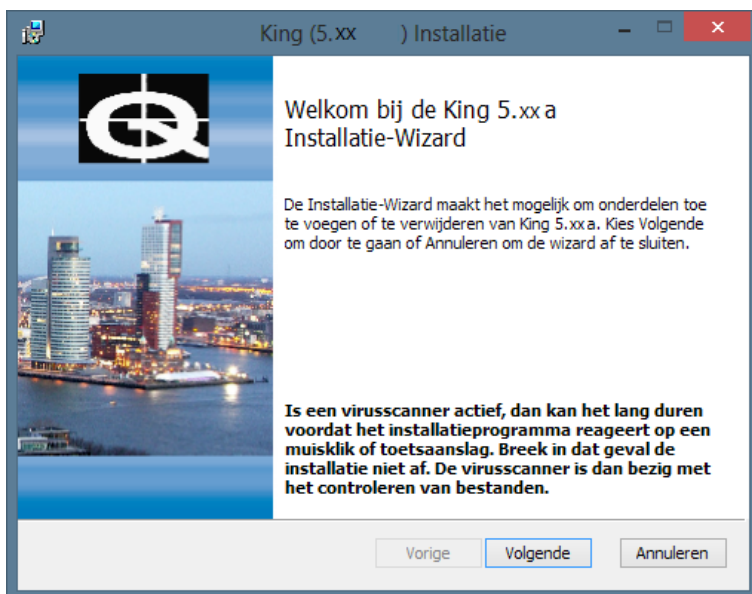 King (5.xx ) Installatie
Welkom bij de King 5.xx a
Installatie-Wizard
De Installatie-Wizard maakt het mogelijk om onderdelen toe
te voegen of te verwijderen van King 5.xx a. Kies Volgende
om door te gaan of Annuleren om de wizard af te sluiten.
Is een virusscanner actief, dan kan het lang duren
voordat het installatieprogramma reageert op een
muisklik of toetsaanslag. Breek in dat geval de
installatie niet af. De virusscanner is dan bezig met
het controleren van bestanden.
Vorige Volgende Annuleren